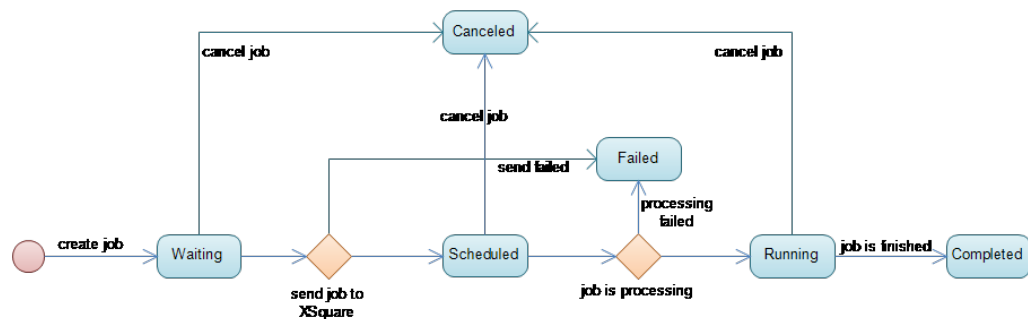 Canceled
cancel job
cancel job
cancel job
send failed
Failed
processing
failed
create job
Waiting
Scheduled
Running
job is finished
Completed
send job to
XSquare
job is processing